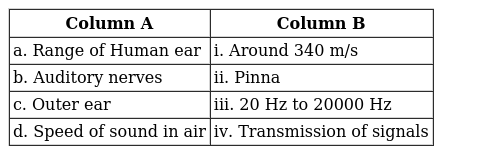 Column A Column B
a. Range of Human ear i. Around 340 m/s
b. Auditory nerves ii. Pinna
c. Outer ear iii. 20 Hz to 20000 Hz
d. Speed of sound in air iv. Transmission of signals